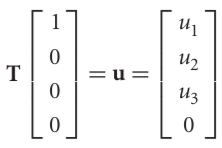 T [ 1 0 0 0 ] = u = [ u₁ u₂ u₃ 0 ]